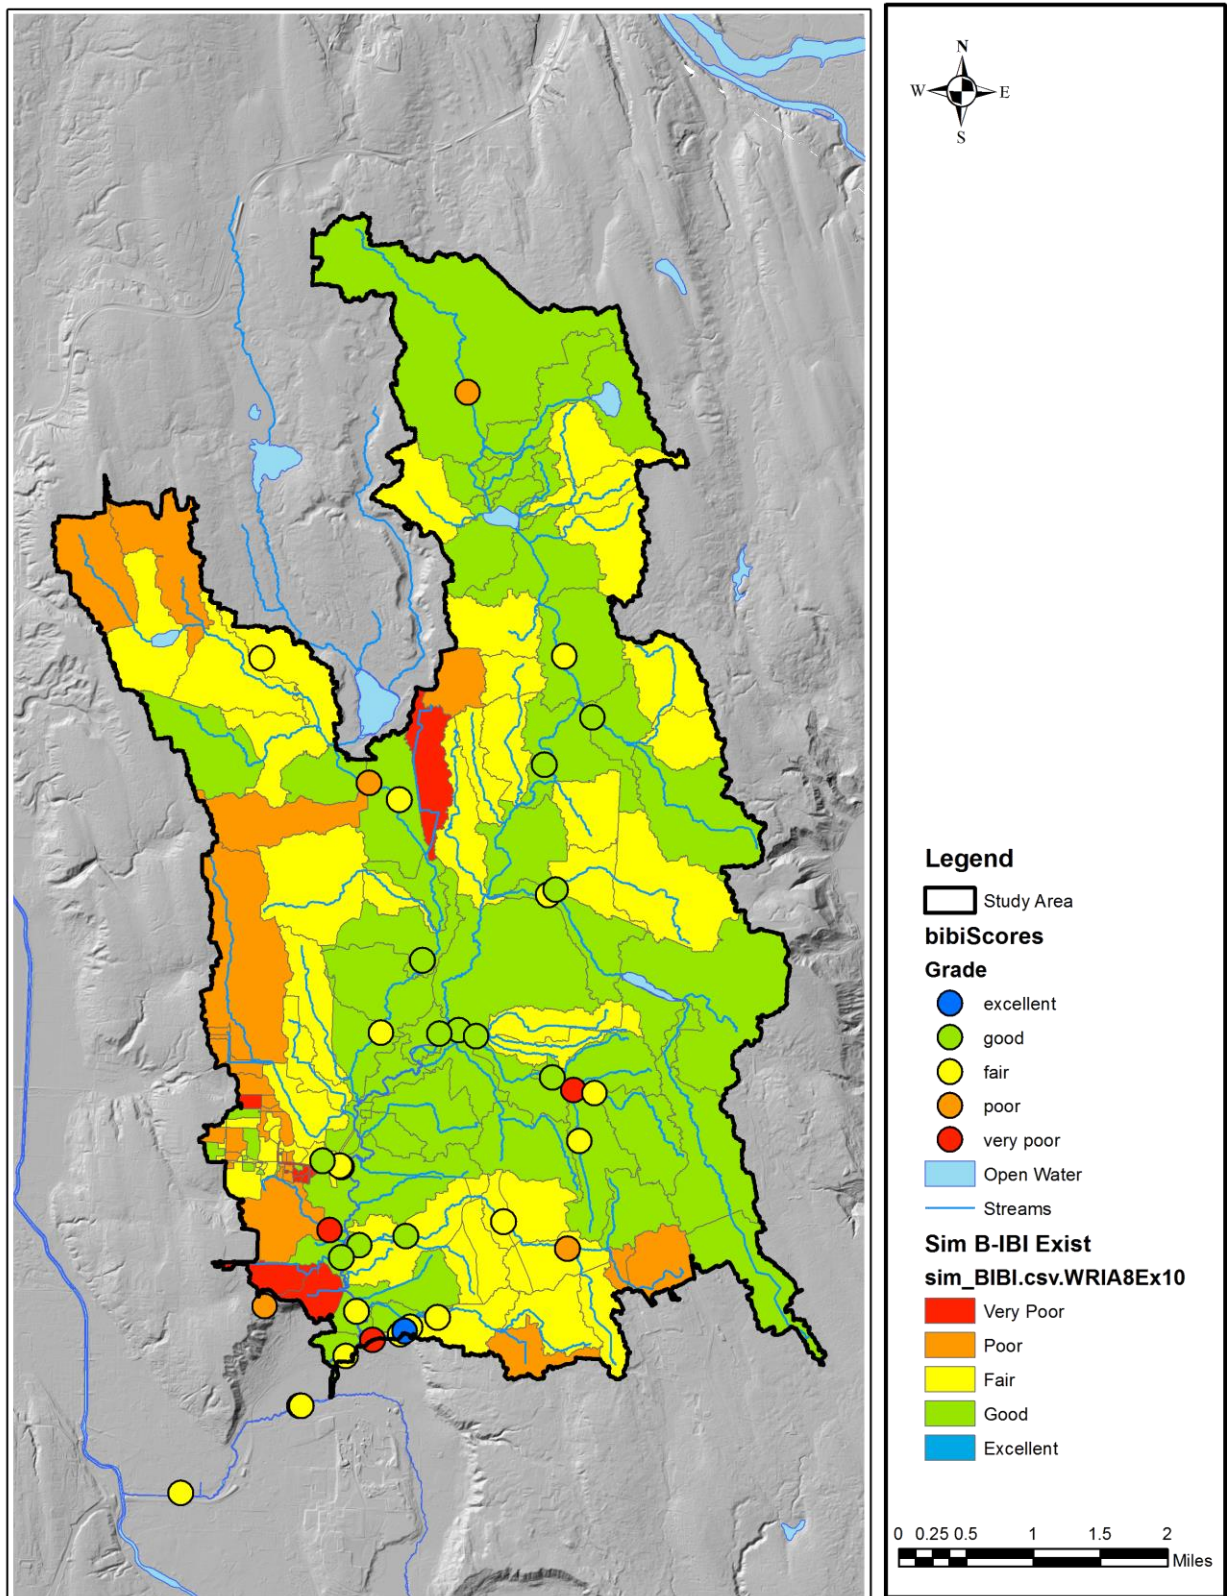 N
W E
S
Legend
Study Area
bibiScores
Grade
excellent
good
fair
poor
very poor
Open Water
Streams
Sim B-IBI Exist
sim_BIBI.csv.WRIA8Ex10
Very Poor
Poor
Fair
Good
Excellent
0 0.25 0.5 1 1.5 2
Miles